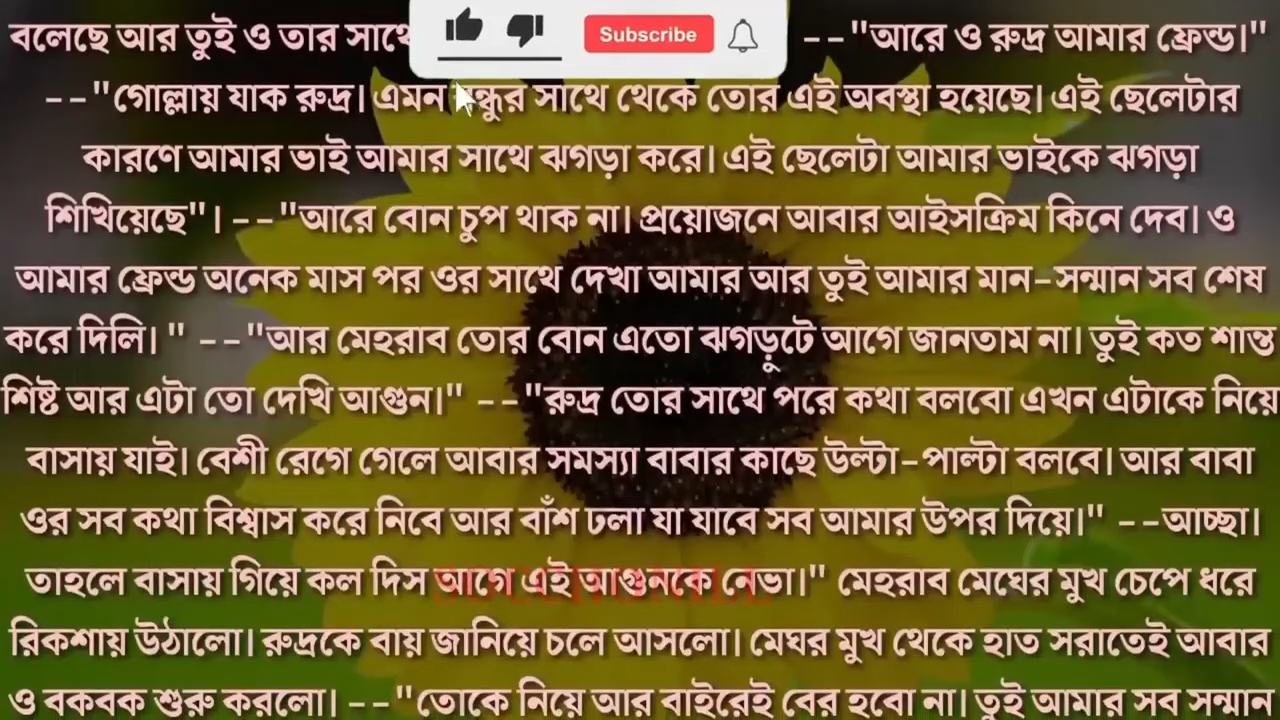 বলেছে আর তুই ও তার সাথে
Subscribe
--"আরে ও রুদ্র আমার ফ্রেন্ড।"
--"গোল্লায় যাক রুদ্র। এমন বন্ধুর সাথে থেকে তোর এই অবস্থা হয়েছে। এই ছেলেটার
কারণে আমার ভাই আমার সাথে ঝগড়া করে। এই ছেলেটা আমার ভাইকে ঝগড়া
শিখিয়েছে"। --"আরে বোন চুপ থাক না। প্রয়োজনে আবার আইসক্রিম কিনে দেব। ও
আমার ফ্রেন্ড অনেক মাস পর ওর সাথে দেখা আমার আর তুই আমার মান-সন্মান সব শেষ
করে দিলি। " --"আর মেহরাব তোর বোন এতো ঝগড়ুটে আগে জানতাম না। তুই কত শান্ত
শিষ্ট আর এটা তো দেখি আগুন।" --"রুদ্র তোর সাথে পরে কথা বলবো এখন এটাকে নিয়ে
বাসায় যাই। বেশী রেগে গেলে আবার সমস্যা বাবার কাছে উল্টা-পাল্টা বলবে। আর বাবা
ওর সব কথা বিশ্বাস করে নিবে আর বাঁশ ঢলা যা যাবে সব আমার উপর দিয়ে।" --আচ্ছা।
তাহলে বাসায় গিয়ে কল দিস আগে এই আগুনকে নেভা।" মেহরাব মেঘের মুখ চেপে ধরে
রিকশায় উঠালো। রুদ্রকে বায় জানিয়ে চলে আসলো। মেঘর মুখ থেকে হাত সরাতেই আবার
ও বকবক শুরু করলো। --"তোকে নিয়ে আর বাইরেই বের হবো না। তুই আমার সব সন্মান